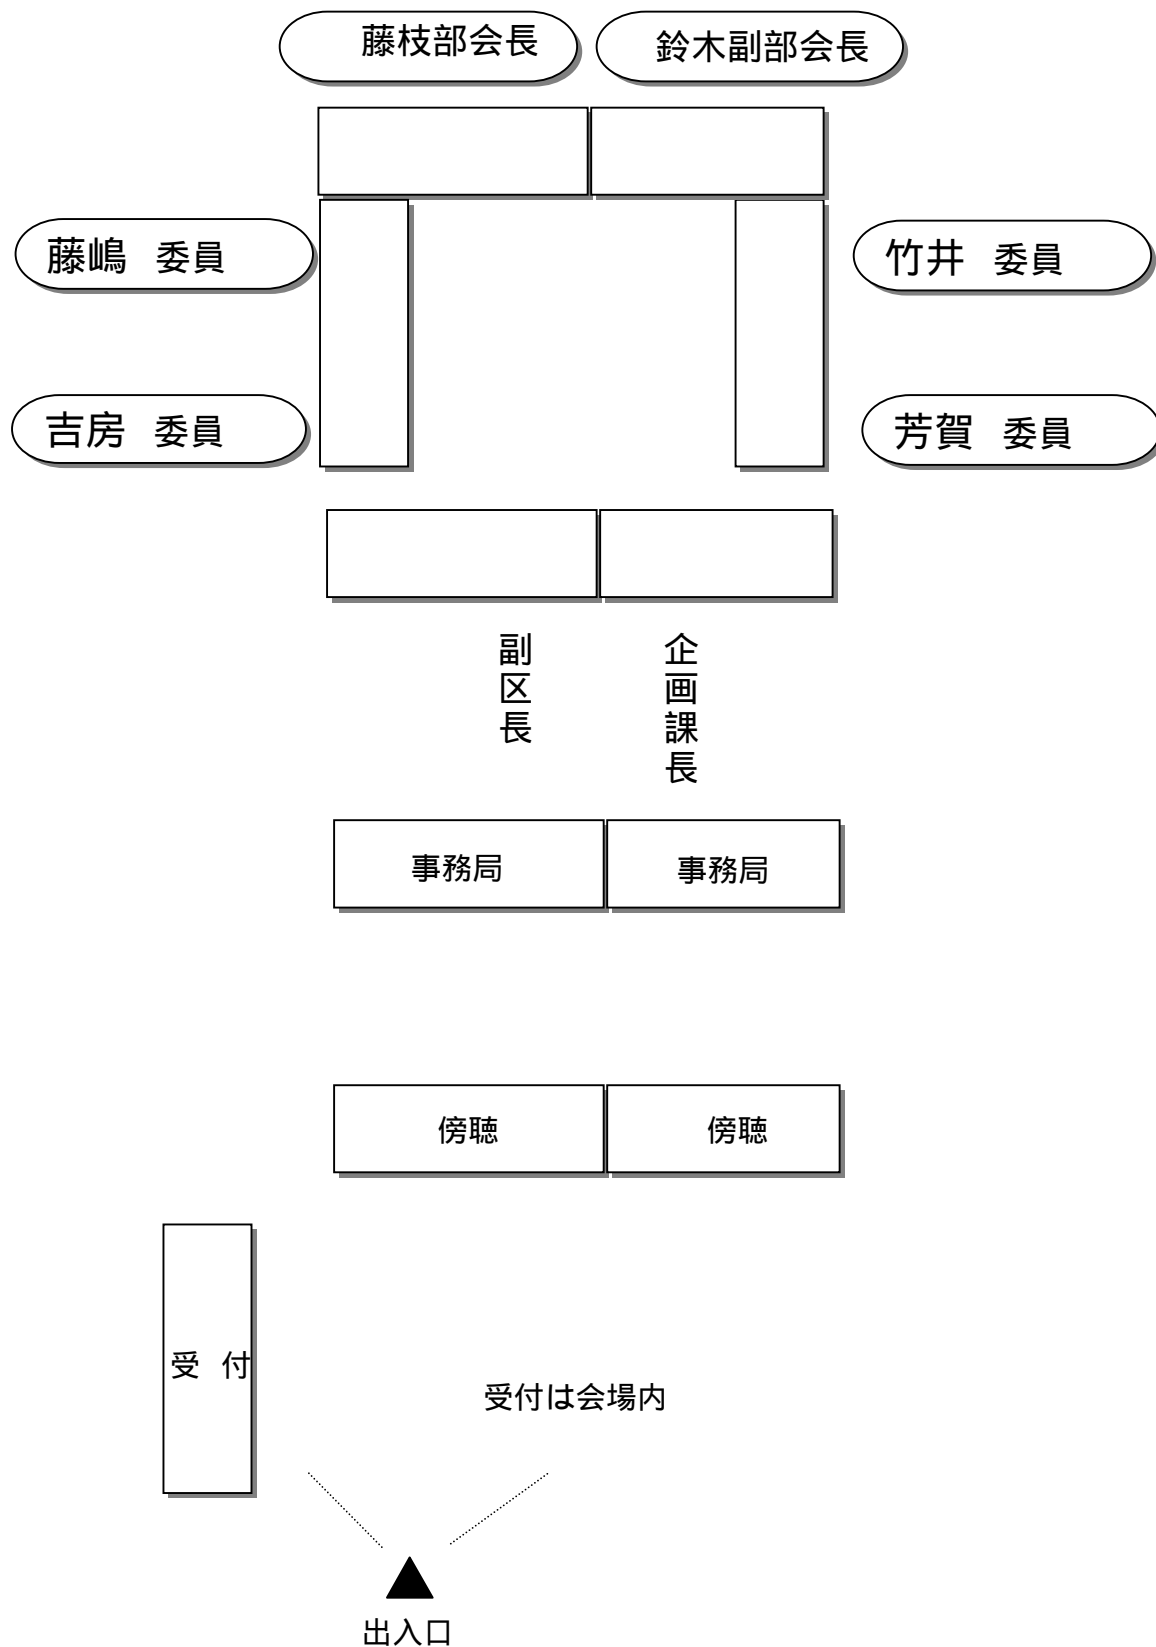 藤枝部会長
鈴木副部会長
藤嶋 委員
竹井 委員
吉房 委員
芳賀 委員
副区長
企画課長
事務局
事務局
傍聴
傍聴
受 付
受付は会場内
出入口